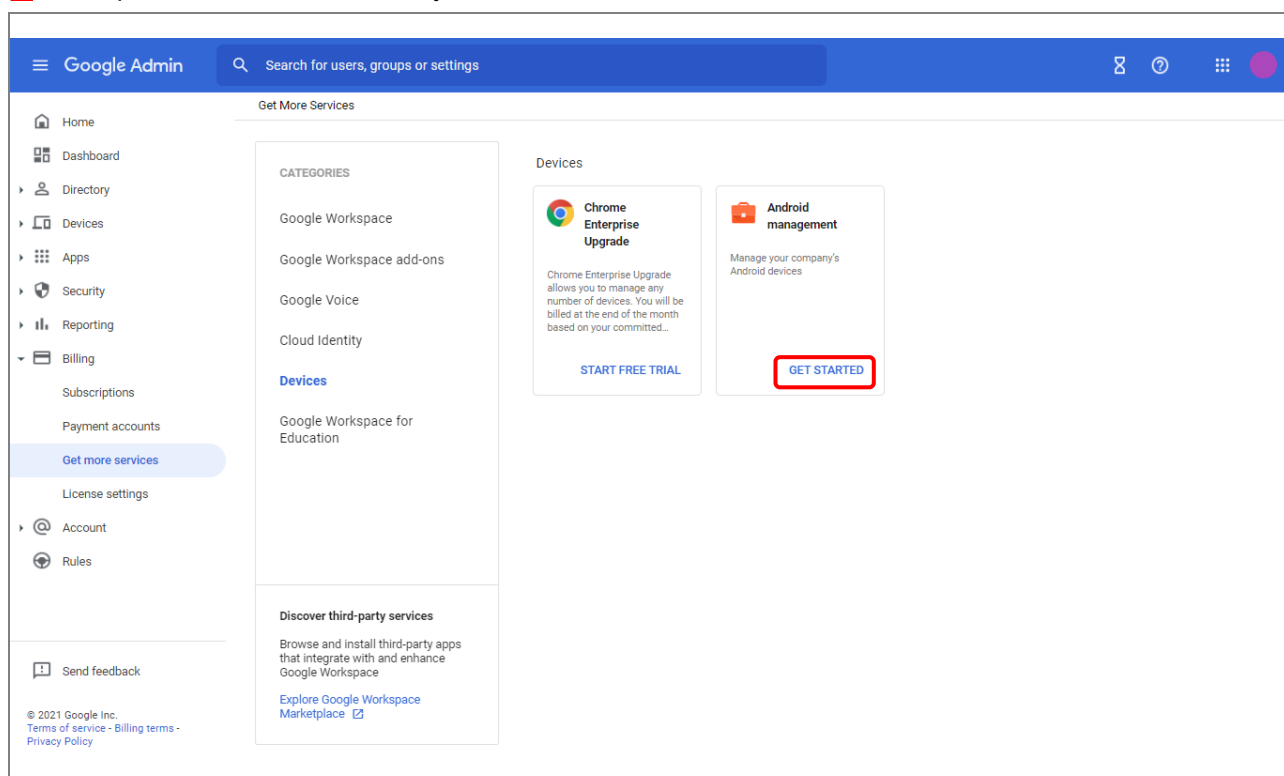 Google Admin
Search for users, groups or settings
Get More Services
Home
Dashboard
Directory
Devices
Apps
Security
Reporting
Billing
Subscriptions
Payment accounts
Get more services
License settings
Account
Rules
Send feedback
© 2021 Google Inc.
Terms of service - Billing terms -
Privacy Policy
CATEGORIES
Google Workspace
Google Workspace add-ons
Google Voice
Cloud Identity
Devices
Google Workspace for
Education
Discover third-party services
Browse and install third-party apps
that integrate with and enhance
Google Workspace
Explore Google Workspace
Marketplace
Devices
Chrome
Enterprise
Upgrade
Chrome Enterprise Upgrade
allows you to manage any
number of devices. You will be
billed at the end of the month
based on your committed...
START FREE TRIAL
Android
management
Manage your company's
Android devices
GET STARTED